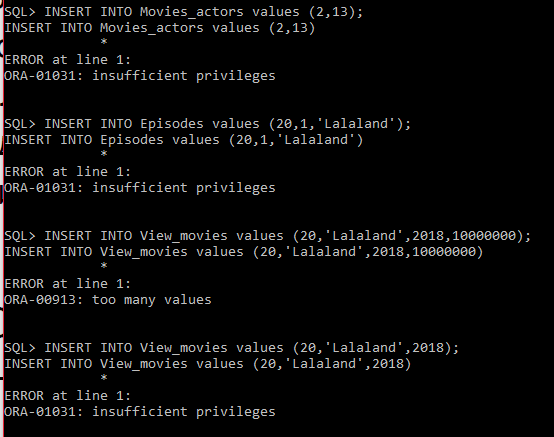 SQL> INSERT INTO Movies_actors values (2,13);
INSERT INTO Movies_actors values (2,13)
*
ERROR at line 1:
ORA-01031: insufficient privileges
SQL> INSERT INTO Episodes values (20,1,'Lalaland');
INSERT INTO Episodes values (20,1,'Lalaland')
*
ERROR at line 1:
ORA-01031: insufficient privileges
SQL> INSERT INTO View_movies values (20,'Lalaland',2018,10000000);
INSERT INTO View_movies values (20,'Lalaland',2018,10000000)
*
ERROR at line 1:
ORA-00913: too many values
SQL> INSERT INTO View_movies values (20,'Lalaland',2018);
INSERT INTO View_movies values (20,'Lalaland',2018)
*
ERROR at line 1:
ORA-01031: insufficient privileges